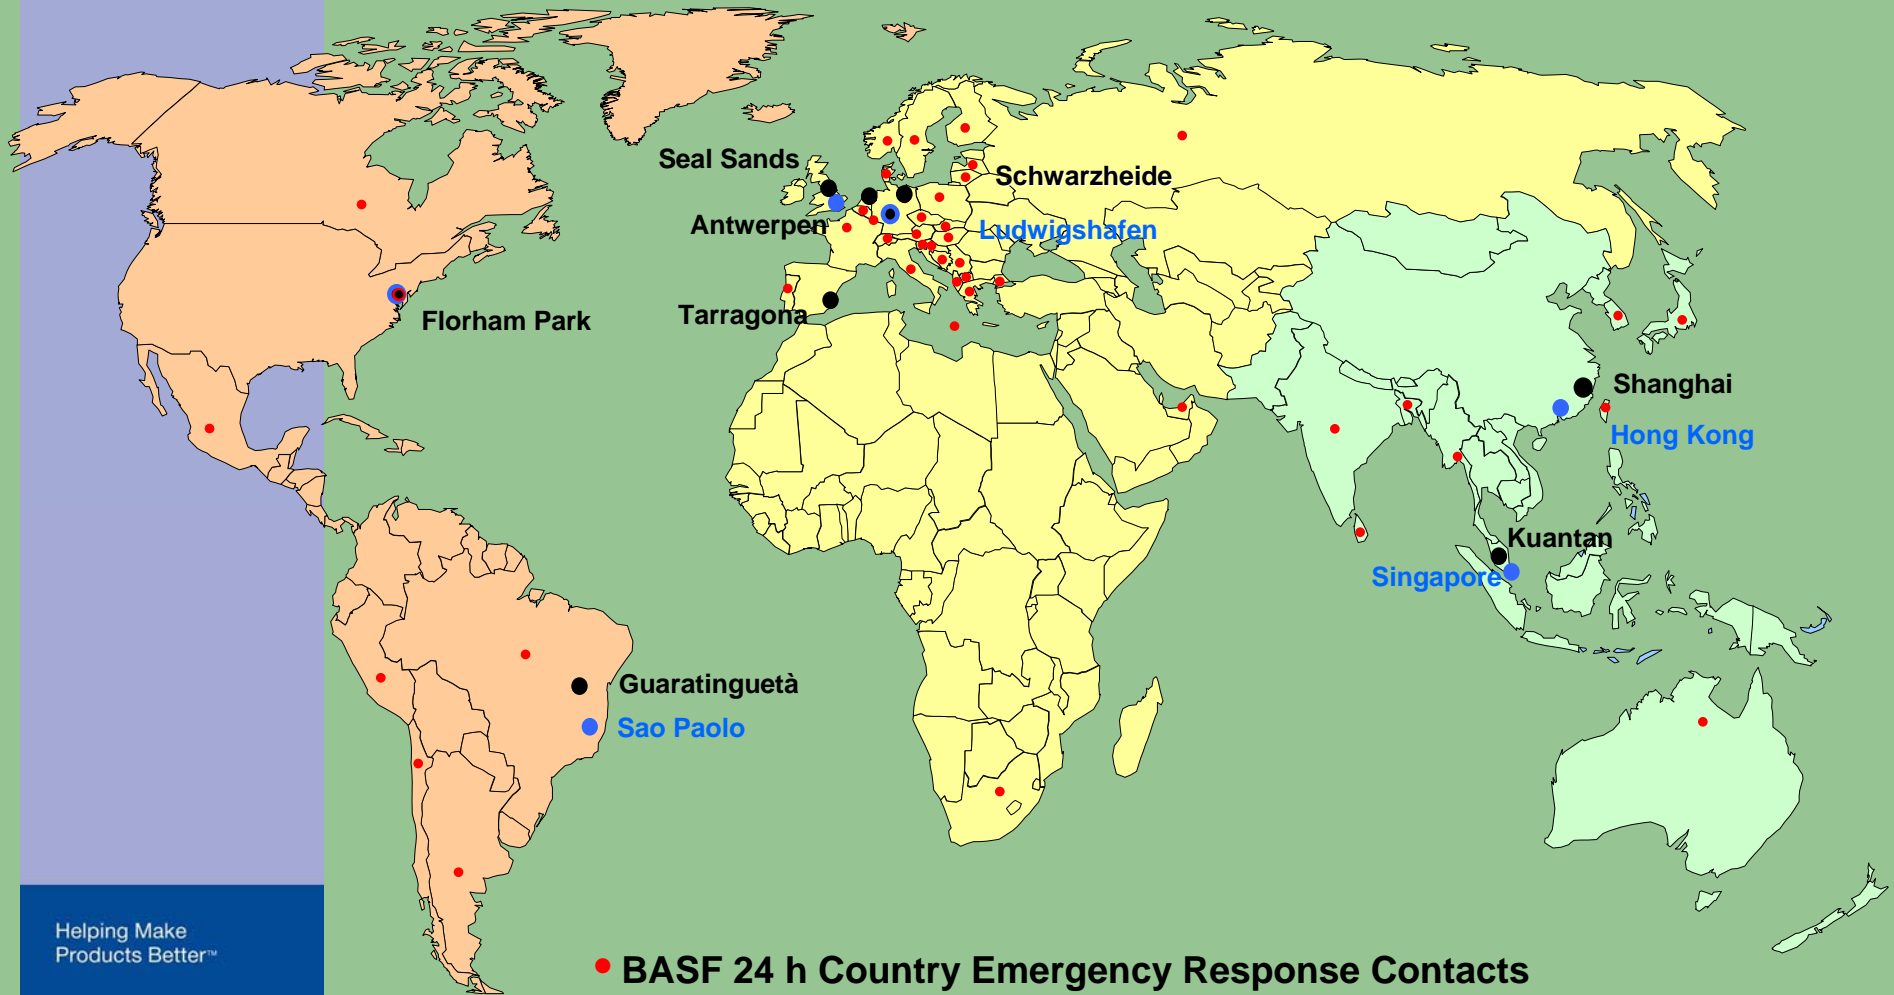 Seal Sands
Schwarzheide
Antwerpen
Ludwigshafen
Florham Park
Tarragona
Shanghai
Hong Kong
Kuantan
Singapore
Guaratinguetà
Sao Paolo
Helping Make
Products Better™
BASF 24 h Country Emergency Response Contacts